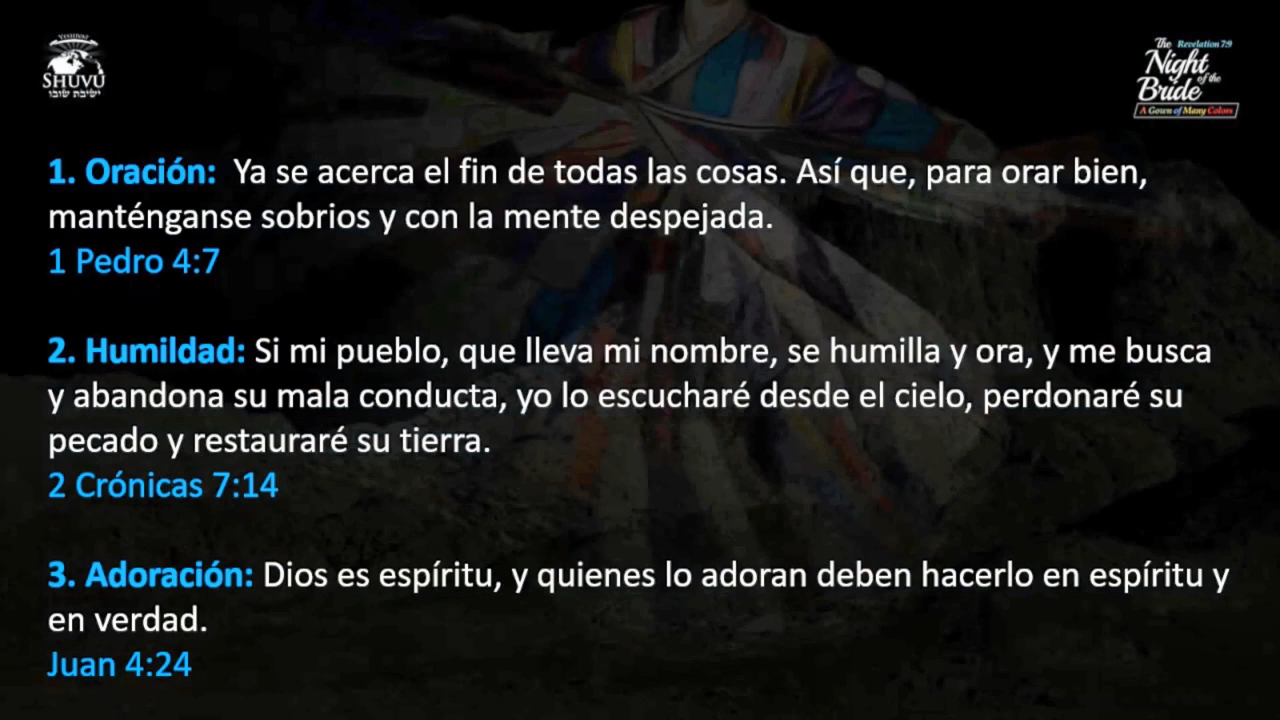 YESHIVAT
SHUVU
ישיבת שובו
The Revelation 7:9
Night
of the
Bride
A Gown of Many Colors
1. Oración: Ya se acerca el fin de todas las cosas. Así que, para orar bien,
manténganse sobrios y con la mente despejada.
1 Pedro 4:7
2. Humildad: Si mi pueblo, que lleva mi nombre, se humilla y ora, y me busca
y abandona su mala conducta, yo lo escucharé desde el cielo, perdonaré su
pecado y restauraré su tierra.
2 Crónicas 7:14
3. Adoración: Dios es espíritu, y quienes lo adoran deben hacerlo en espíritu y
en verdad.
Juan 4:24